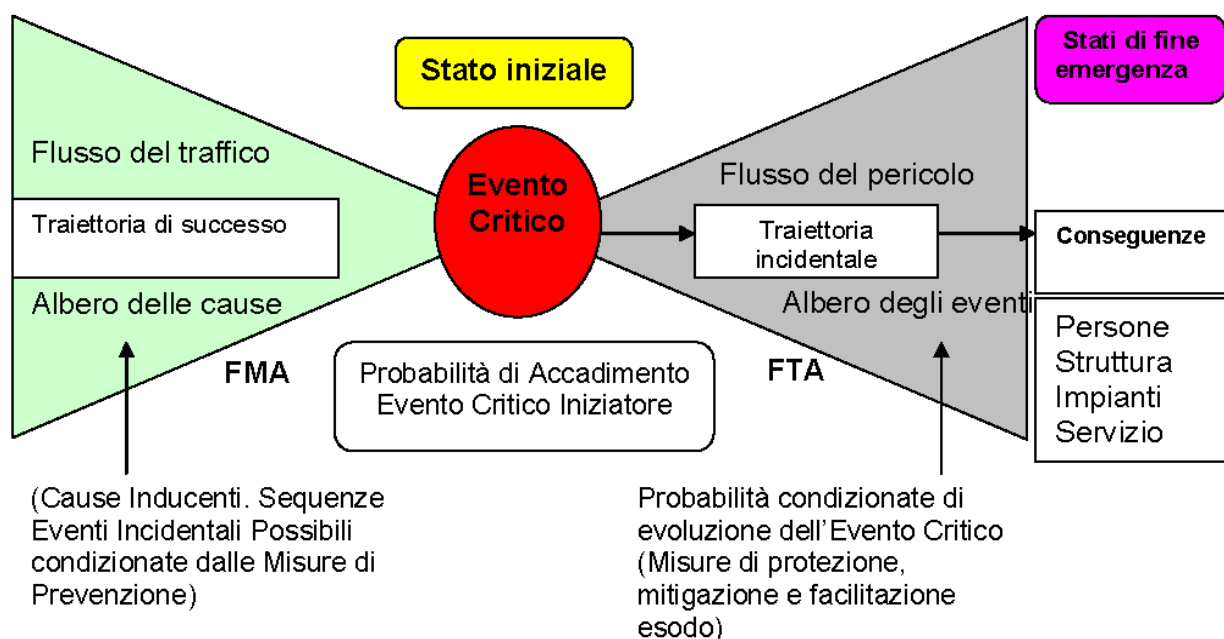 Stato iniziale
Stati di fine
emergenza
Flusso del traffico
Evento
Critico
Flusso del pericolo
Traiettoria di successo
Traiettoria
incidentale
Conseguenze
Albero delle cause
Albero degli eventi
FMA
Probabilità di Accadimento
Evento Critico Iniziatore
FTA
Persone
Struttura
Impianti
Servizio
(Cause Inducenti. Sequenze
Eventi Incidentali Possibili
condizionate dalle Misure di
Prevenzione)
Probabilità condizionate di
evoluzione dell'Evento Critico
(Misure di protezione,
mitigazione e facilitazione
esodo)